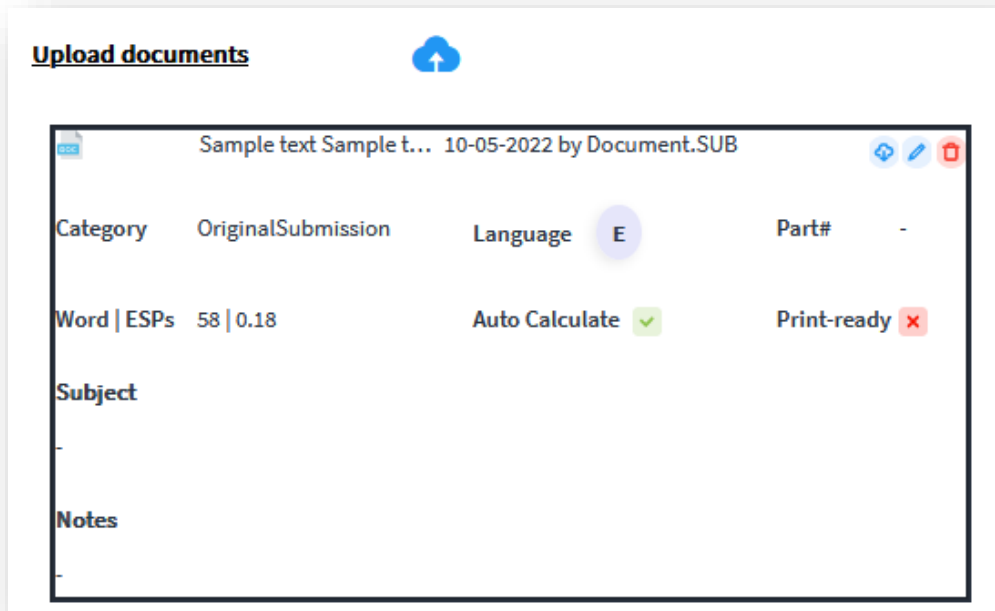 Upload documents
DOC Sample text Sample t... 10-05-2022 by Document.SUB
Category OriginalSubmission Language E Part# -
Word | ESPs 58 | 0.18 Auto Calculate Print-ready
Subject
-
Notes
-